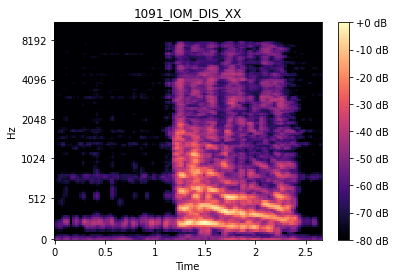 1091_IOM_DIS_XX
+0 dB
8192
-10 dB
4096
-20 dB
-30 dB
2048
Hz
-40 dB
1024
-50 dB
512
-60 dB
-70 dB
0
-80 dB
0 0.5 1 1.5 2 2.5
Time